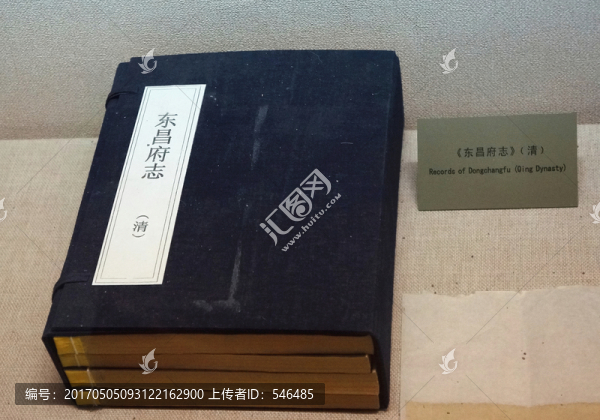 东昌府志
(清)
《东昌府志》(清)
Records of Dongchangfu (Qing Dynasty)
汇图网
www.huitu.com
编号：20170505093122162900 上传者ID：546485